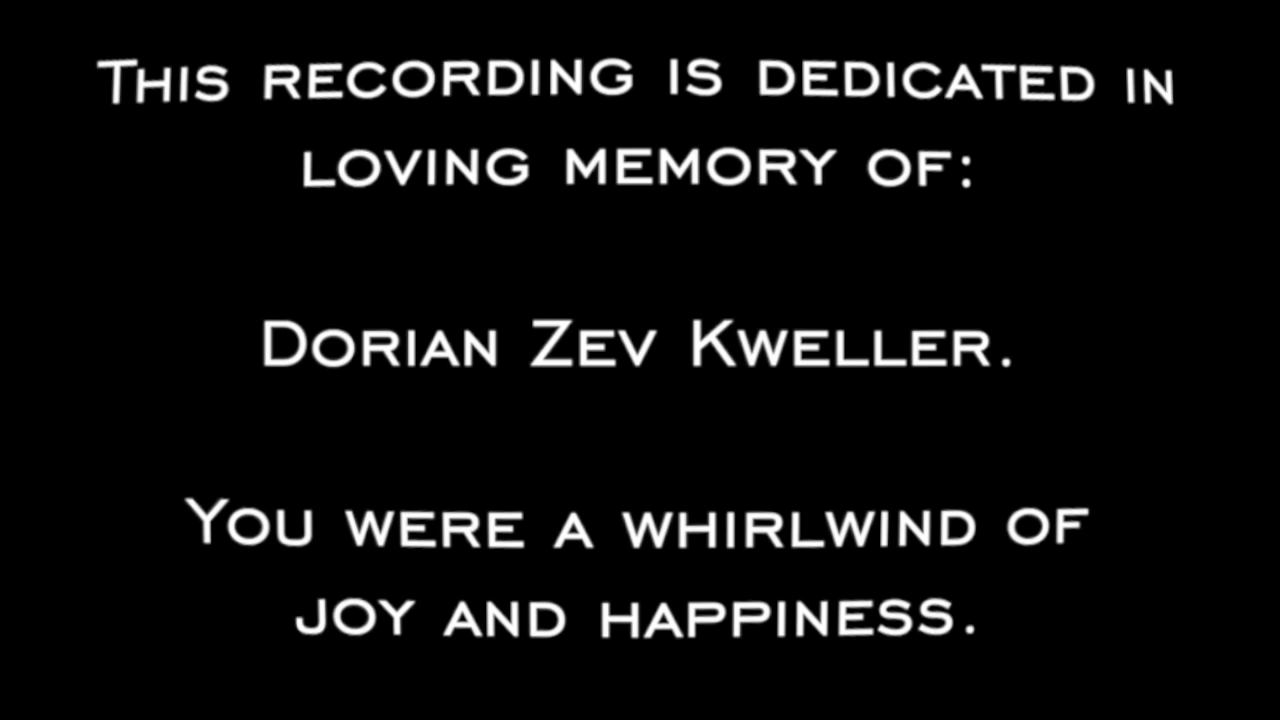 This recording is dedicated in
loving memory of:
Dorian Zev Kweller.
You were a whirlwind of
joy and happiness.